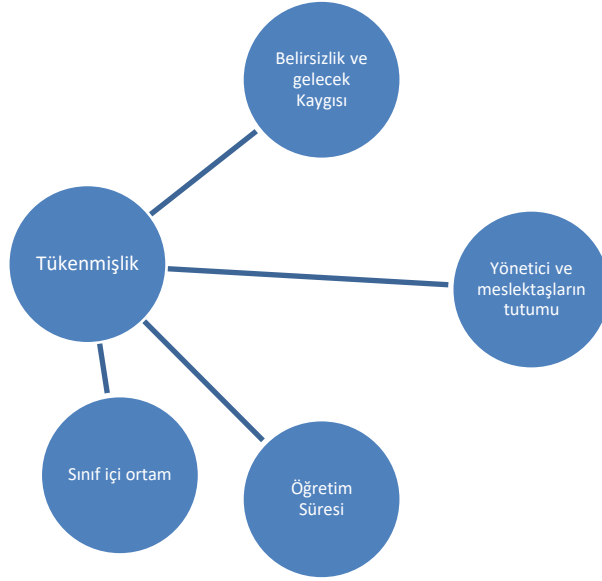 Belirsizlik ve
gelecek
Kaygısı
Tükenmişlik
Yönetici ve
meslektaşların
tutumu
Sınıf içi ortam
Öğretim
Süresi